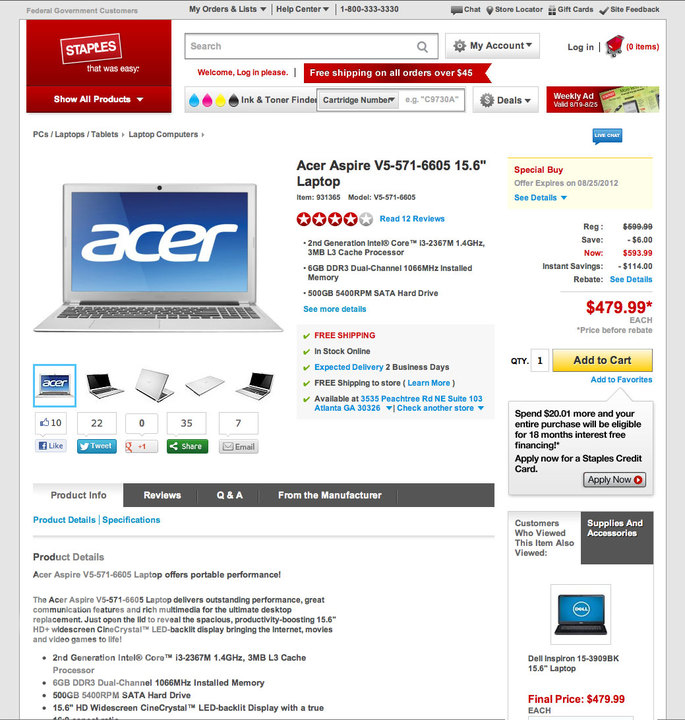 Federal Government Customers
My Orders & Lists
Help Center
1-800-333-3330
Chat
Store Locator
Gift Cards
Site Feedback
STAPLES
that was easy.
Search
My Account
Log in
(0 items)
Welcome, Log in please.
Free shipping on all orders over $45
Show All Products
Ink & Toner Finder
Cartridge Number
e.g. "C9730A"
Deals
Weekly Ad
Valid 8/19-8/25
PCs / Laptops / Tablets
Laptop Computers
LIVE CHAT
acer
Acer Aspire V5-571-6605 15.6"
Laptop
Item: 931365 Model: V5-571-6605
Read 12 Reviews
• 2nd Generation Intel® Core™ i3-2367M 1.4GHz,
3MB L3 Cache Processor
• 6GB DDR3 Dual-Channel 1066MHz Installed
Memory
• 500GB 5400RPM SATA Hard Drive
See more details
FREE SHIPPING
In Stock Online
Expected Delivery 2 Business Days
FREE Shipping to store ( Learn More )
Available at 3535 Peachtree Rd NE Suite 103
Atlanta GA 30326 | Check another store
Special Buy
Offer Expires on 08/25/2012
See Details
Reg : $599.99
Save: - $6.00
Now: $593.99
Instant Savings: - $114.00
Rebate: See Details
$479.99*
EACH
*Price before rebate
QTY. 1 Add to Cart
Add to Favorites
Spend $20.01 more and your
entire purchase will be eligible
for 18 months interest free
financing!*
Apply now for a Staples Credit
Card.
Apply Now
acer
10
22
0
35
7
Like
Tweet
+1
Share
Email
Product Info
Reviews
Q & A
From the Manufacturer
Product Details | Specifications
Product Details
Acer Aspire V5-571-6605 Laptop offers portable performance!
The Acer Aspire V5-571-6605 Laptop delivers outstanding performance, great
communication features and rich multimedia for the ultimate desktop
replacement. Just open the lid to reveal the spacious, productivity-boosting 15.6"
HD+ widescreen CineCrystal™ LED-backlit display bringing the Internet, movies
and video games to life!
• 2nd Generation Intel® Core™ i3-2367M 1.4GHz, 3MB L3 Cache
Processor
• 6GB DDR3 Dual-Channel 1066MHz Installed Memory
• 500GB 5400RPM SATA Hard Drive
• 15.6" HD Widescreen CineCrystal™ LED-backlit Display with a true
16:9 aspect ratio
Customers
Who Viewed
This Item Also
Viewed:
Supplies And
Accessories
DELL
Dell Inspiron 15-3909BK
15.6" Laptop
Final Price: $479.99
EACH